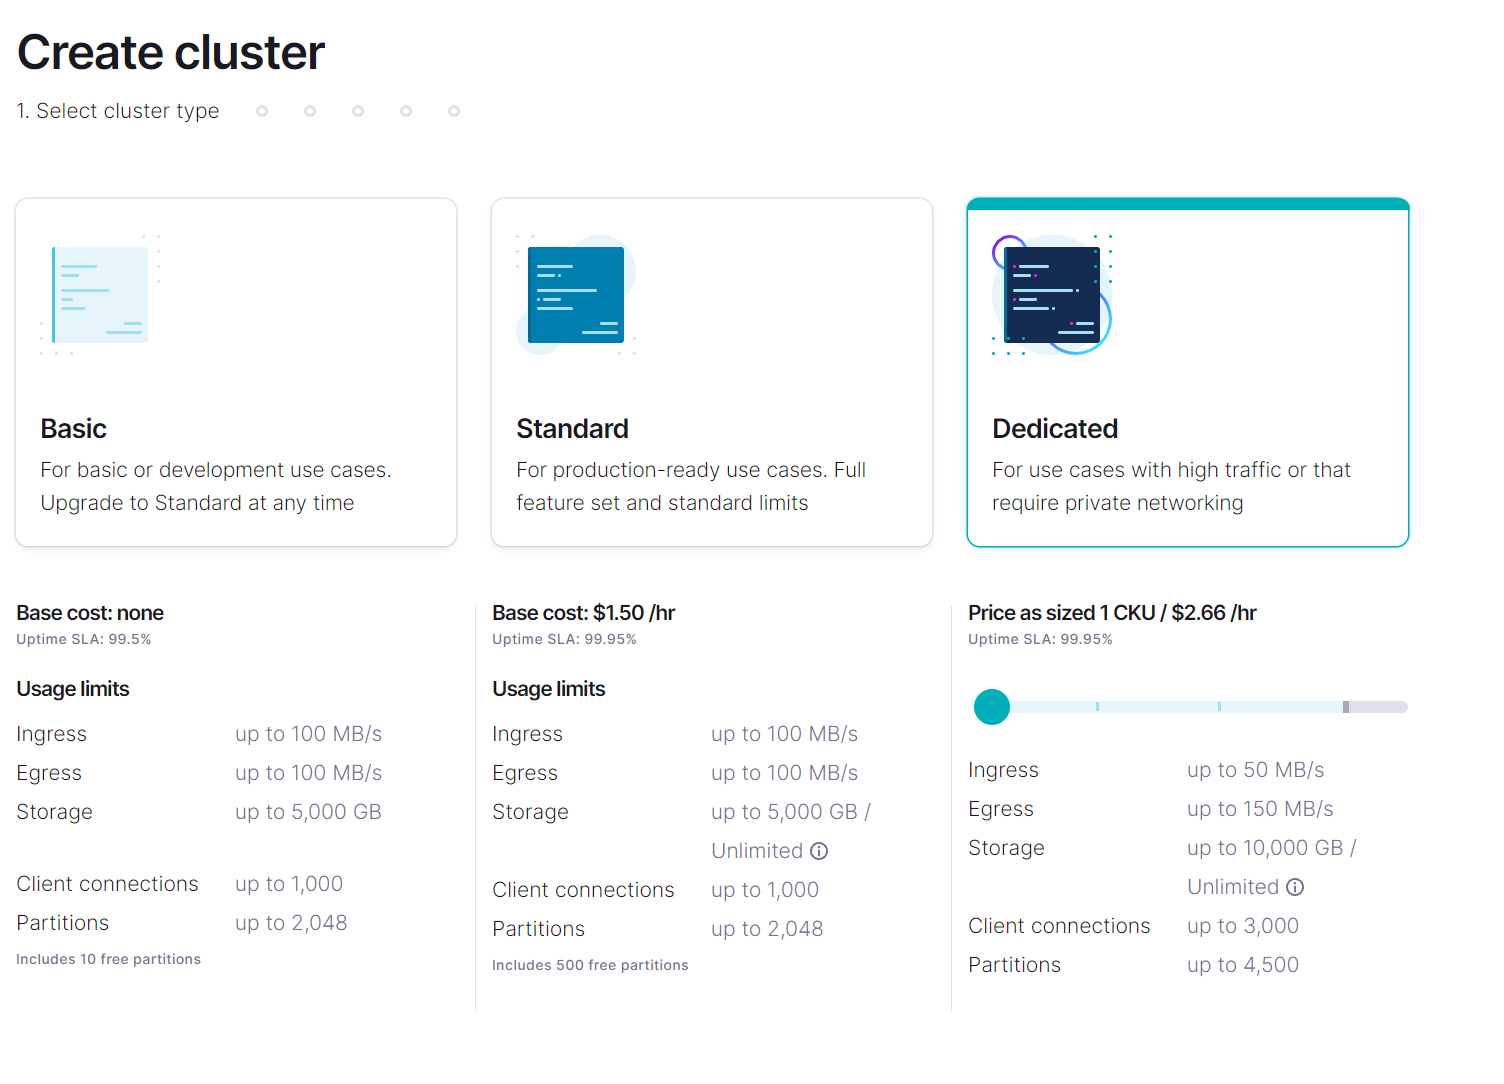 Create cluster
1. Select cluster type
Basic
For basic or development use cases.
Upgrade to Standard at any time
Standard
For production-ready use cases. Full
feature set and standard limits
Dedicated
For use cases with high traffic or that
require private networking
Base cost: none
Uptime SLA: 99.5%
Usage limits
Ingress up to 100 MB/s
Egress up to 100 MB/s
Storage up to 5,000 GB
Client connections up to 1,000
Partitions up to 2,048
Includes 10 free partitions
Base cost: $1.50 /hr
Uptime SLA: 99.95%
Usage limits
Ingress up to 100 MB/s
Egress up to 100 MB/s
Storage up to 5,000 GB /
Unlimited
Client connections up to 1,000
Partitions up to 2,048
Includes 500 free partitions
Price as sized 1 CKU / $2.66 /hr
Uptime SLA: 99.95%
Ingress up to 50 MB/s
Egress up to 150 MB/s
Storage up to 10,000 GB /
Unlimited
Client connections up to 3,000
Partitions up to 4,500